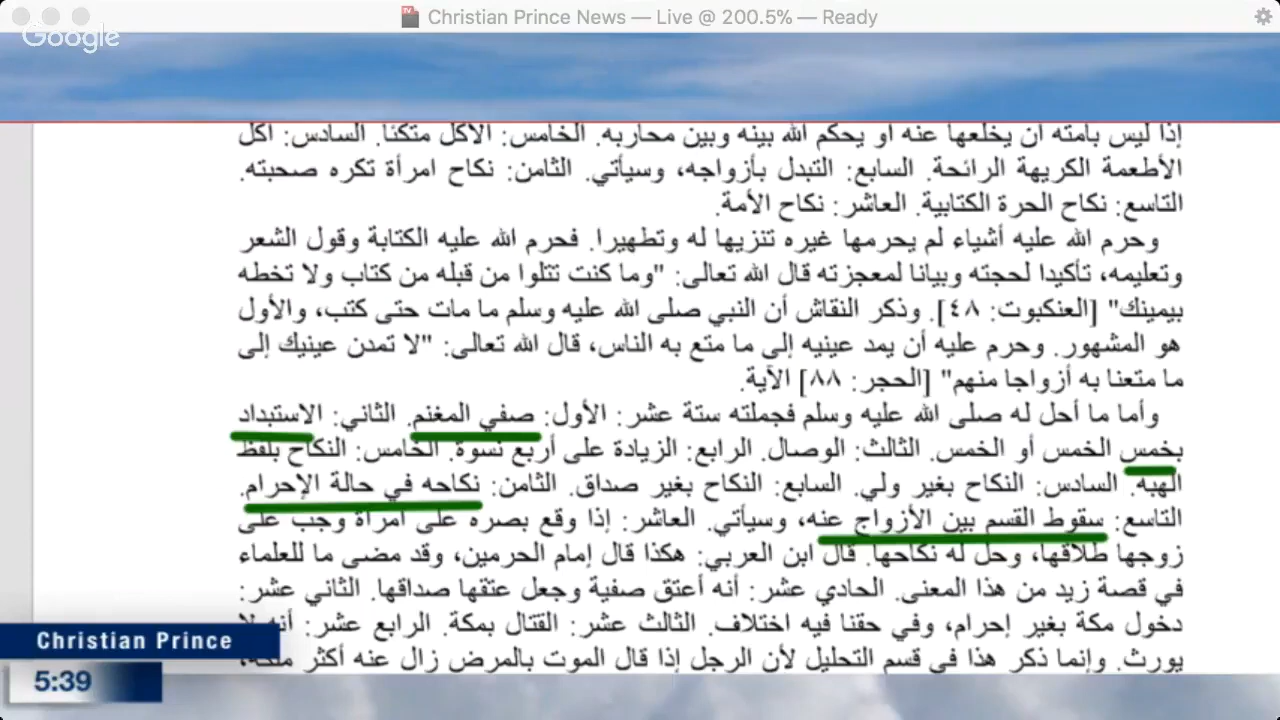 Christian Prince News — Live @ 200.5% — Ready
Google
إذا ليس بأمته أن يخلعها عنه أو يحكم الله بينه وبين محاربه. الخامس: الأكل متكئا. السادس: أكل
الأطعمة الكريهة الرائحة. السابع: التبدل بأزواجه، وسيأتي. الثامن: نكاح امرأة تكره صحبته.
التاسع: نكاح الحرة الكتابية. العاشر: نكاح الأمة.
وحرم الله عليه أشياء لم يحرمها غيره تنزيها له وتطهيرا. فحرم الله عليه الكتابة وقول الشعر
وتعليمه، تأكيدا لحجته وبيانا لمعجزته قال الله تعالى: "وما كنت تتلوا من قبله من كتاب ولا تخطه
بيمينك" [العنكبوت: ٤٨]. وذكر النقاش أن النبي صلى الله عليه وسلم ما مات حتى كتب، والأول
هو المشهور. وحرم عليه أن يمد عينيه إلى ما متع به الناس، قال الله تعالى: "لا تمدن عينيك إلى
ما متعنا به أزواجا منهم" [الحجر: ٨٨] الآية.
وأما ما أحل له صلى الله عليه وسلم فجملته ستة عشر: الأول: صفي المغنم. الثاني: الاستبداد
بخمس الخمس أو الخمس. الثالث: الوصال. الرابع: الزيادة على أربع نسوة. الخامس: النكاح بلفظ
الهبة. السادس: النكاح بغير ولي. السابع: النكاح بغير صداق. الثامن: نكاحه في حالة الإحرام.
التاسع: سقوط القسم بين الأزواج عنه، وسيأتي. العاشر: إذا وقع بصره على امرأة وجب على
زوجها طلاقها، وحل له نكاحها. قال ابن العربي: هكذا قال إمام الحرمين، وقد مضى ما للعلماء
في قصة زيد من هذا المعنى. الحادي عشر: أنه أعتق صفية وجعل عتقها صداقها. الثاني عشر:
دخول مكة بغير إحرام، وفي حقنا فيه اختلاف. الثالث عشر: القتال بمكة. الرابع عشر: أنه لا
يورث. وإنما ذكر هذا في قسم التحليل لأن الرجل إذا قال الموت بالمرض زال عنه أكثر ملكه،
Christian Prince
5:39